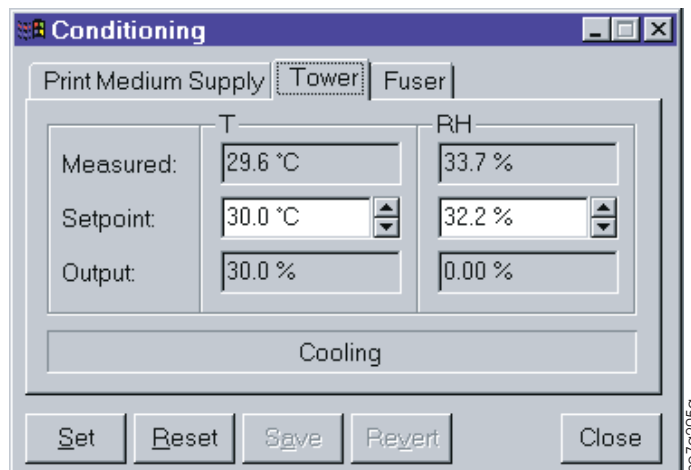 Conditioning
Print Medium Supply Tower Fuser
T RH
Measured: 29.6 °C 33.7 %
Setpoint: 30.0 °C 32.2 %
Output: 30.0 % 0.00 %
Cooling
Set Reset Save Revert Close